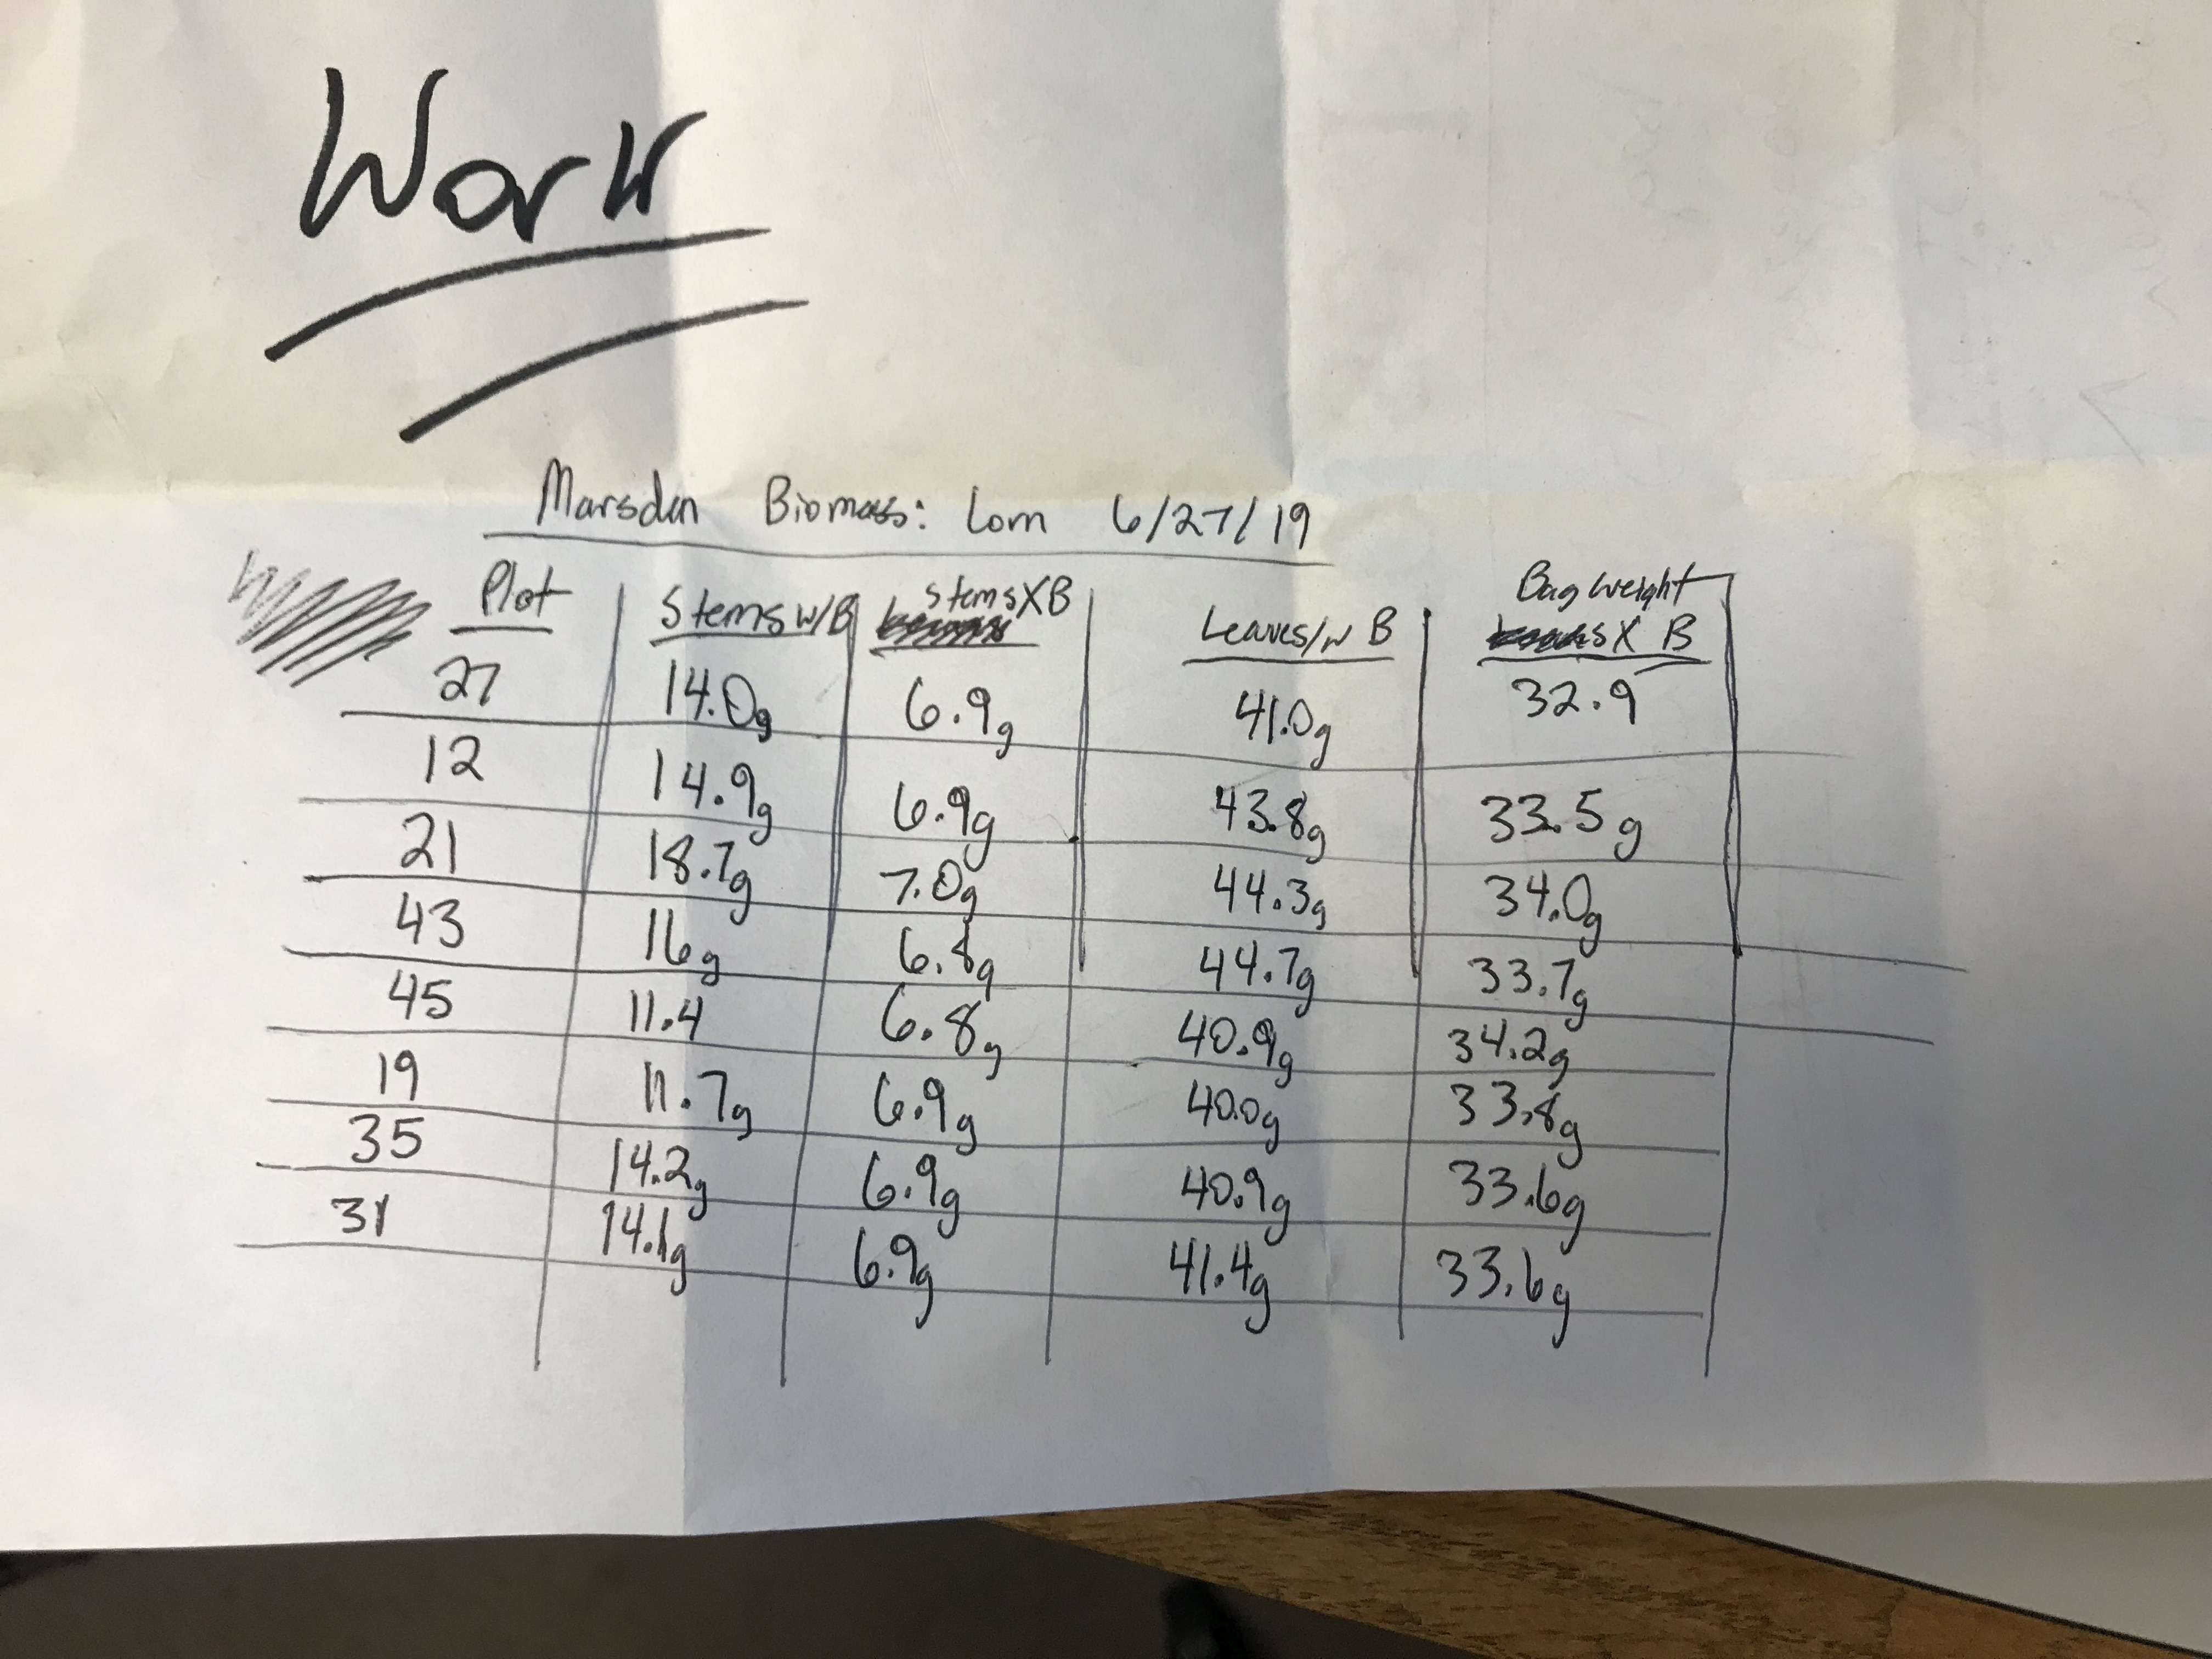 Work
Marsden Biomass: Corn 6/27/19
Plot Stems w/B Stems X B Leaves/w B Bag weight X B
27 14.0g 6.9g 41.0g 32.9
12 14.9g 6.9g 43.8g 33.5g
21 18.7g 7.0g 44.3g 34.0g
43 16g 6.8g 44.7g 33.7g
45 11.4 6.8g 40.9g 34.2g
19 11.7g 6.9g 40.0g 33.8g
35 14.2g 6.9g 40.9g 33.6g
31 14.1g 6.9g 41.4g 33.6g